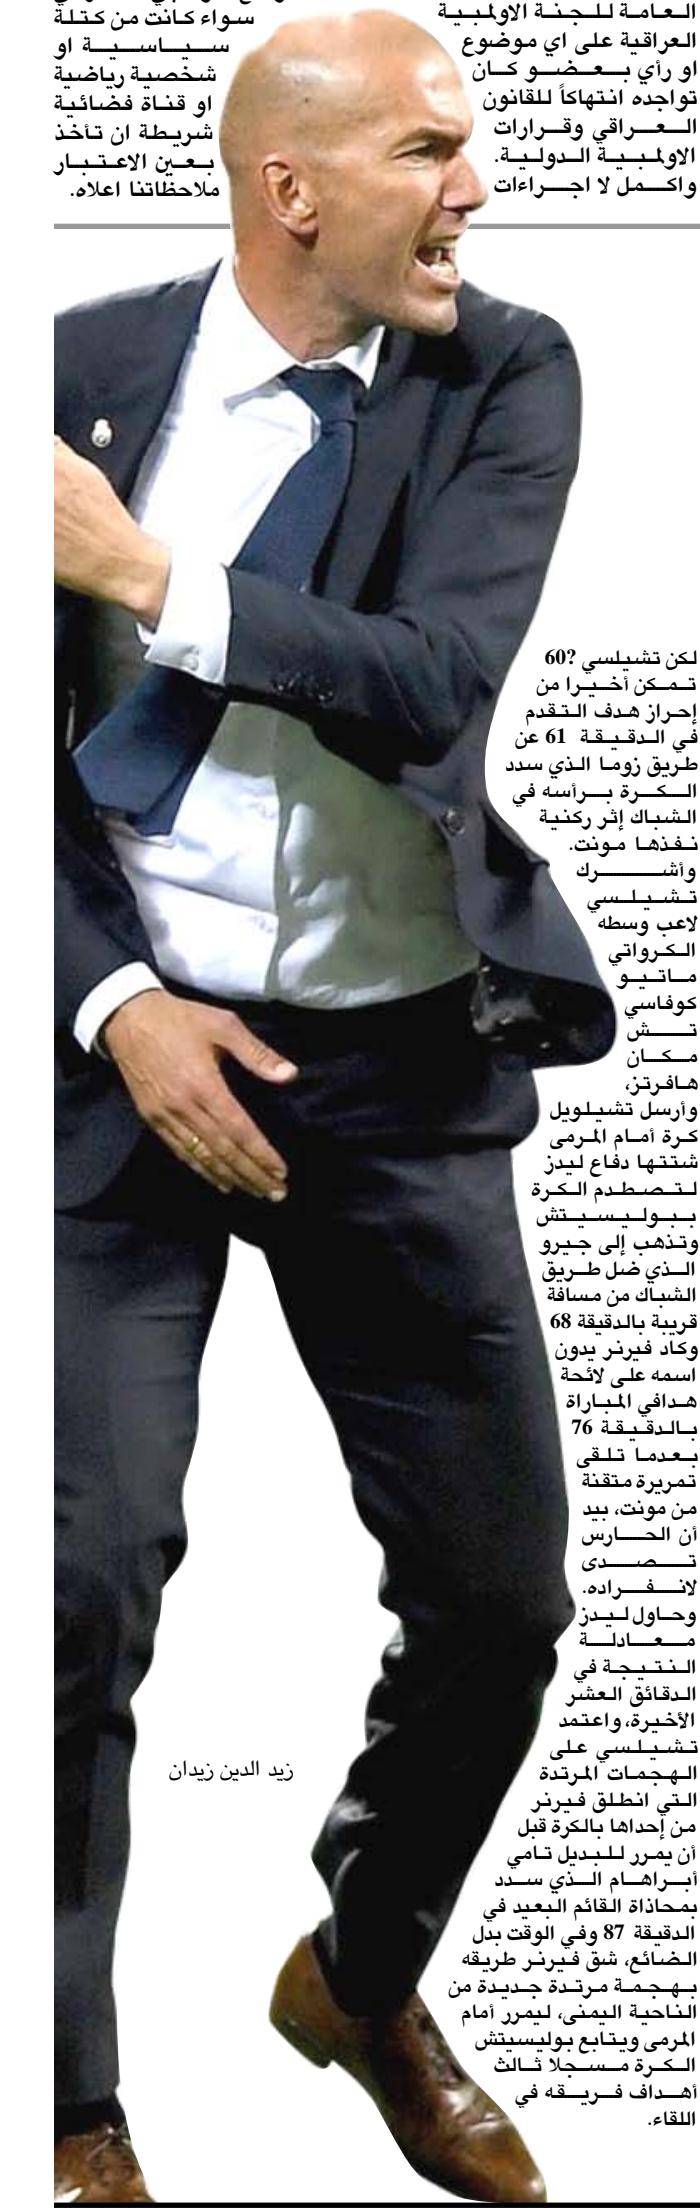 العامة للجنة الاولمبية
العراقية على اي موضوع
او رأي بعضو كان
تواجده انتهاكاً للقانون
العراقي وقرارات
الاولمبية الدولية.
واكمل لا اجراءات
سواء كانت من كتلة
سياسية او
شخصية رياضية
او قناة فضائية
شريطة ان تأخذ
بعين الاعتبار
ملاحظاتنا اعلاه.
لكن تشيلسي ?60
تمكن أخيرا من
إحراز هدف التقدم
في الدقيقة 61 عن
طريق زوما الذي سدد
الكرة برأسه في
الشباك إثر ركنية
نفذها مونت.
وأشرك
تشيلسي
لاعب وسطه
الكرواتي
ماتيو
كوفاسي
تش
مكان
هافرتز،
وأرسل تشيلويل
كرة أمام المرمى
شتتها دفاع ليدز
لتصطدم الكرة
ببوليسيتش
وتذهب إلى جيرو
الذي ضل طريق
الشباك من مسافة
قريبة بالدقيقة 68
وكاد فيرنر يدون
اسمه على لائحة
هدافي المباراة
بالدقيقة 76
بعدما تلقى
تمريرة متقنة
من مونت، بيد
أن الحارس
تصدى
لانفراده.
وحاول ليدز
معادلة
النتيجة في
الدقائق العشر
الأخيرة، واعتمد
تشيلسي على
الهجمات المرتدة
التي انطلق فيرنر
من إحداها بالكرة قبل
أن يمرر للبديل تامي
أبراهام الذي سدد
بمحاذاة القائم البعيد في
الدقيقة 87 وفي الوقت بدل
الضائع، شق فيرنر طريقه
بهجمة مرتدة جديدة من
الناحية اليمنى، ليمرر أمام
المرمى ويتابع بوليسيتش
الكرة مسجلا ثالث
أهداف فريقه في
اللقاء.
زيد الدين زيدان